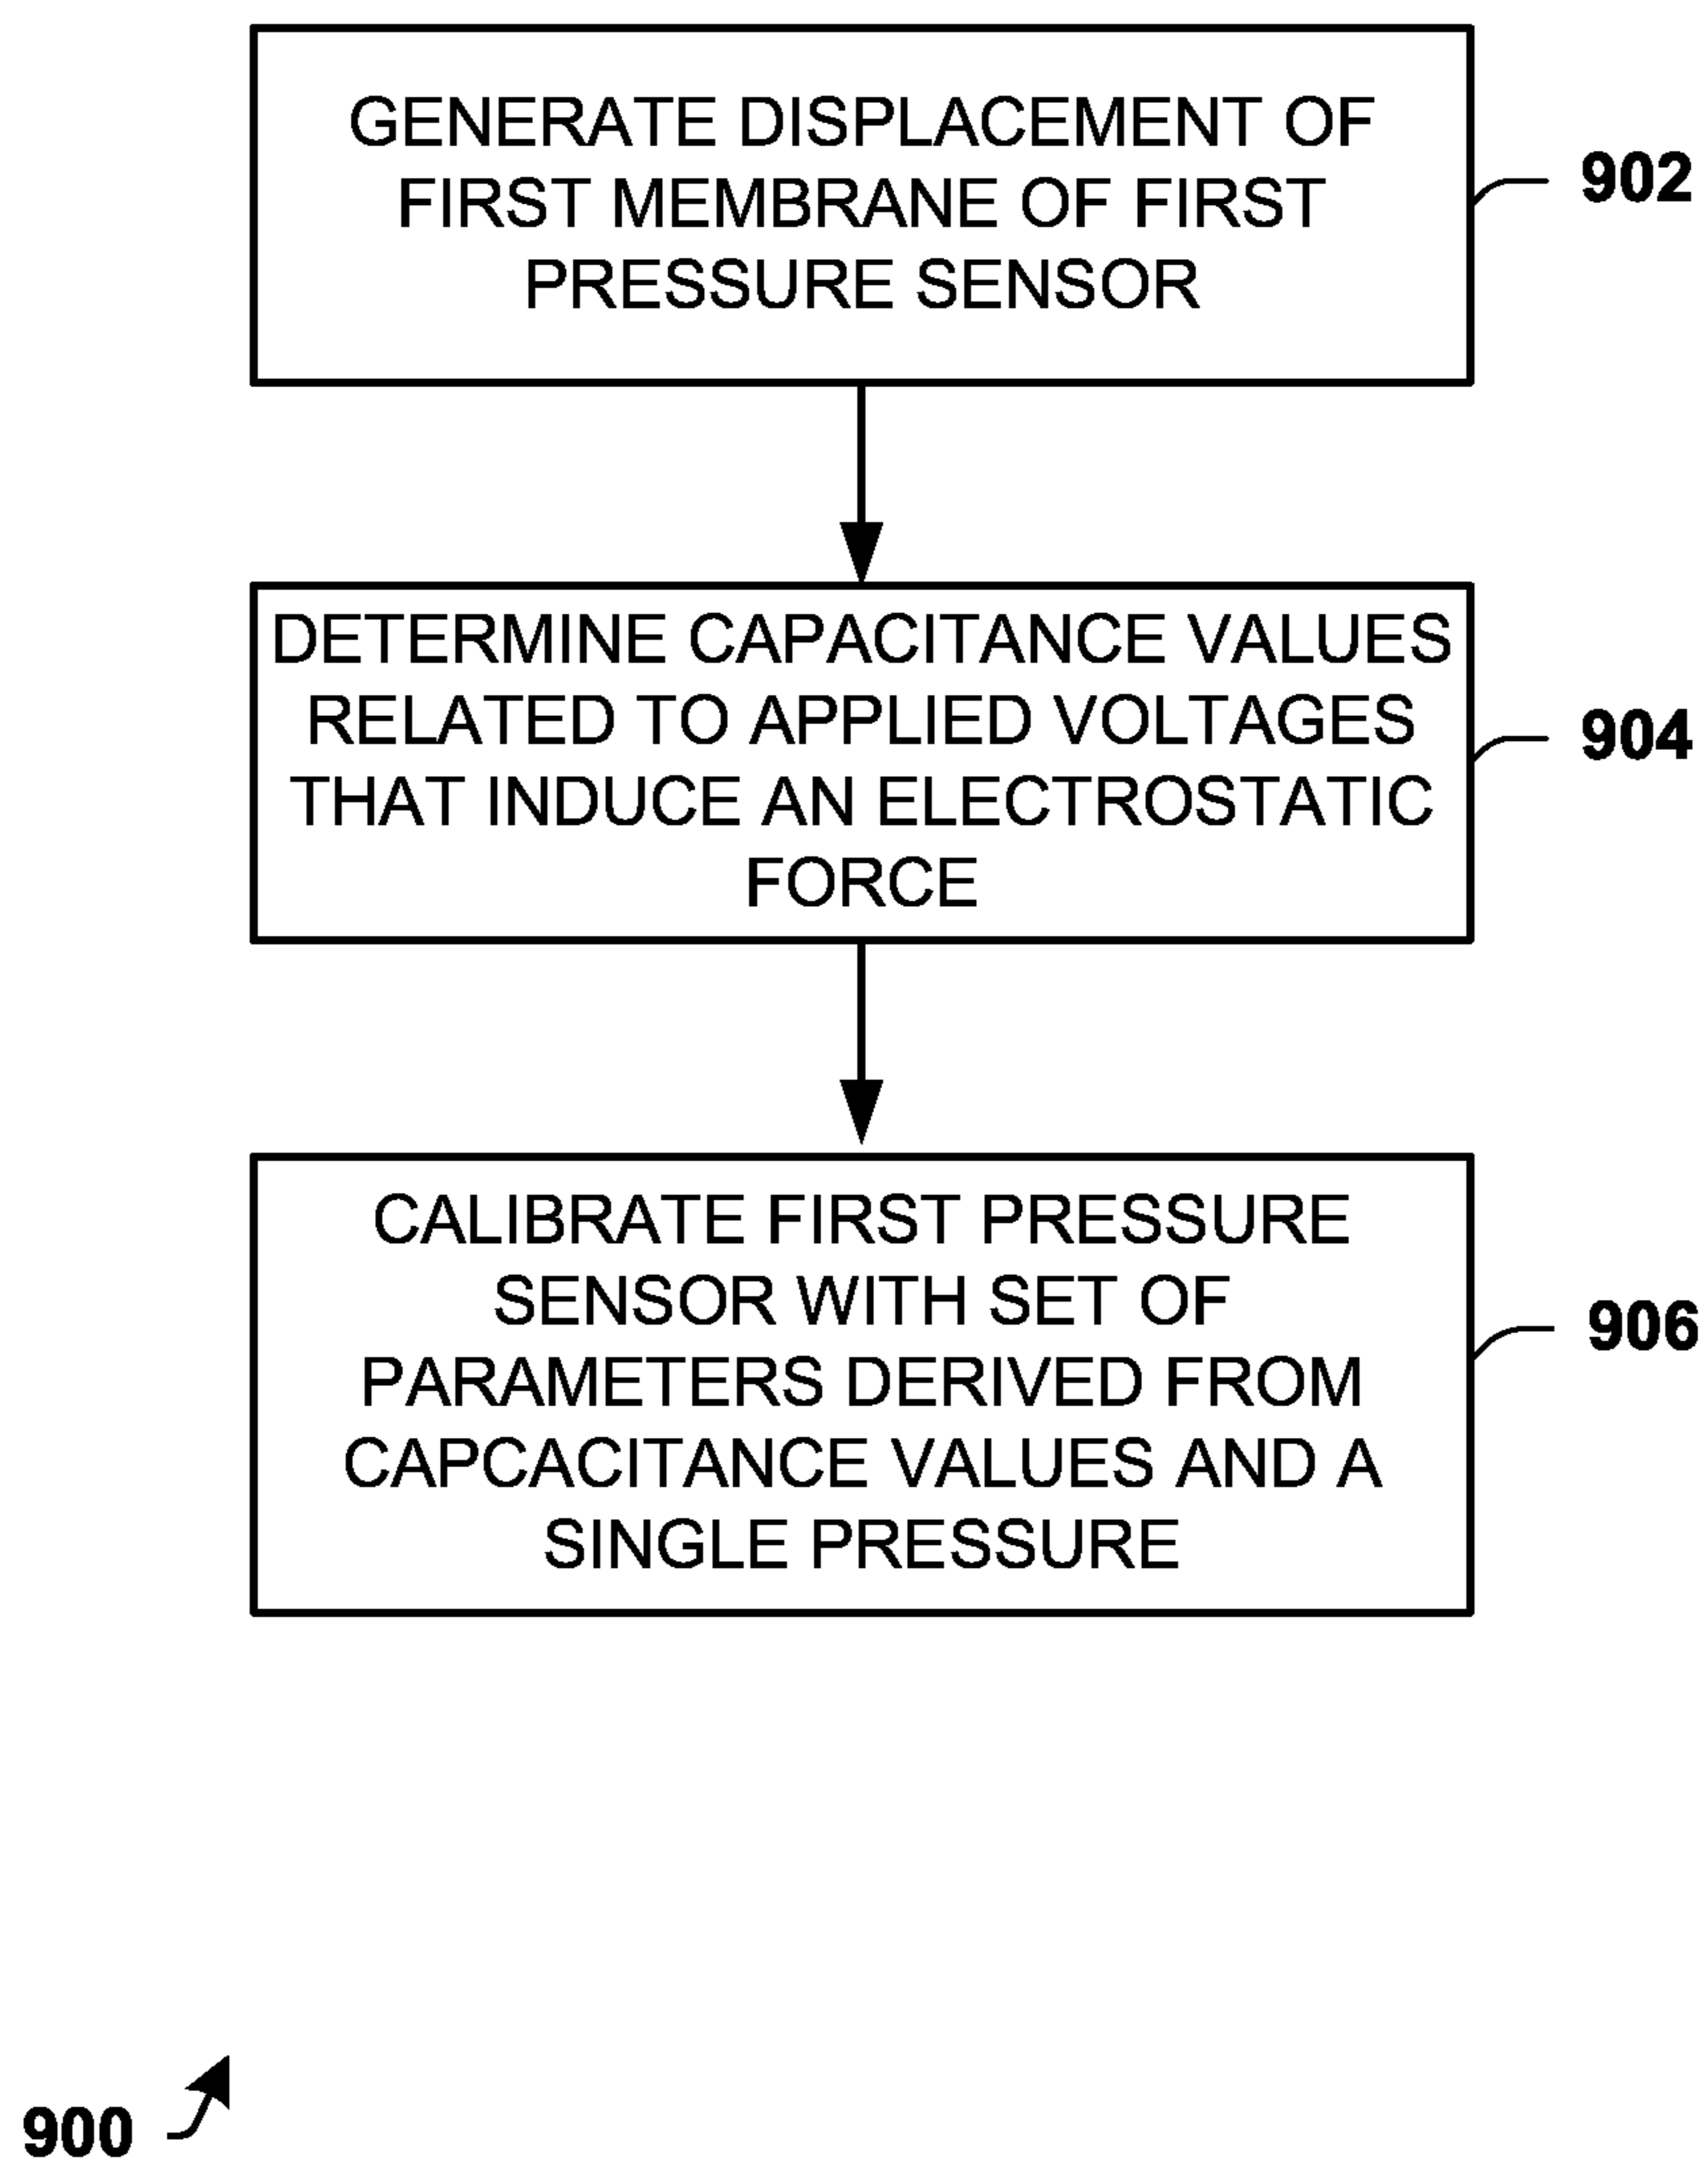 GENERATE DISPLACEMENT OF
FIRST MEMBRANE OF FIRST
PRESSURE SENSOR
902
DETERMINE CAPACITANCE VALUES
RELATED TO APPLIED VOLTAGES
THAT INDUCE AN ELECTROSTATIC
FORCE
904
CALIBRATE FIRST PRESSURE
SENSOR WITH SET OF
PARAMETERS DERIVED FROM
CAPCACITANCE VALUES AND A
SINGLE PRESSURE
906
900